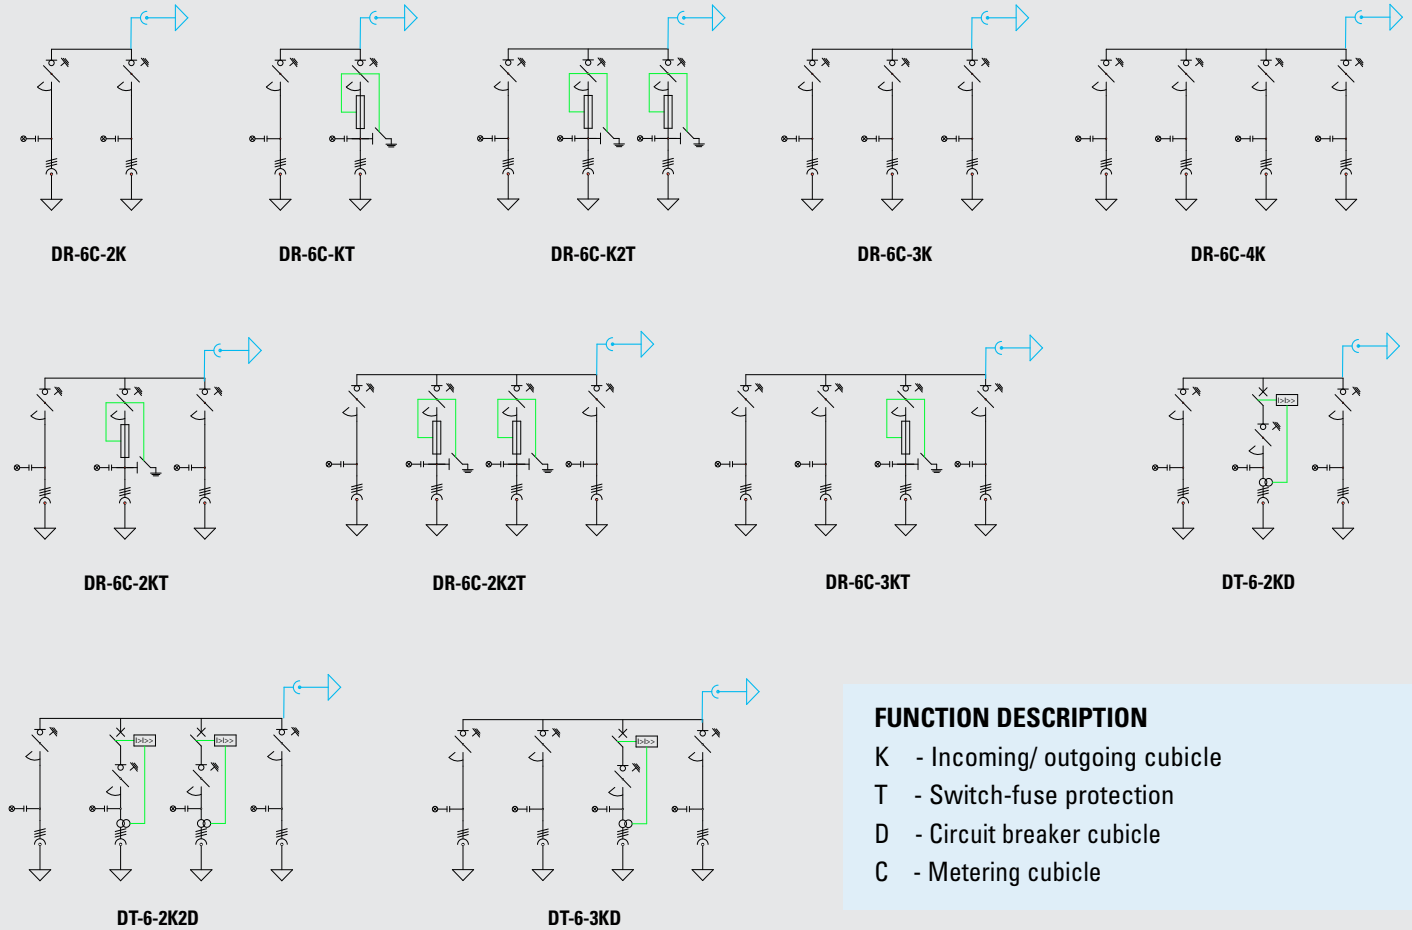 DR-6C-2K
DR-6C-KT
DR-6C-K2T
DR-6C-3K
DR-6C-4K
I>I>>
DR-6C-2KT
DR-6C-2K2T
DR-6C-3KT
DT-6-2KD
I>I>>
I>I>>
I>I>>
DT-6-2K2D
DT-6-3KD
FUNCTION DESCRIPTION
K - Incoming/ outgoing cubicle
T - Switch-fuse protection
D - Circuit breaker cubicle
C - Metering cubicle